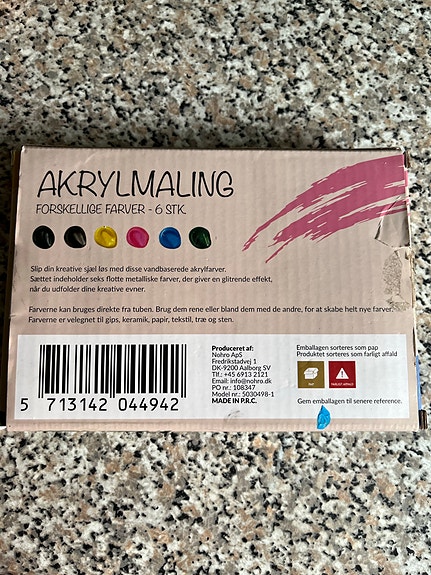 AKRYLMALING
FORSKELLIGE FARVER - 6 STK.
Slip din kreative sjæl løs med disse vandbaserede akrylfarver.
Sættet indeholder seks flotte metalliske farver, der giver en glitrende effekt,
når du udfolder dine kreative evner.
Farverne kan bruges direkte fra tuben. Brug dem rene eller bland dem med de andre, for at skabe helt nye farver.
Farverne er velegnet til gips, keramik, papir, tekstil, træ og sten.
5 713142 044942
Produceret af:
Nohro ApS
Fredrikstadvej 1
DK-9200 Aalborg SV
Tlf.: +45 6913 2121
Email: info@nohro.dk
PO nr.: 108347
Model nr.: 5030498-1
MADE IN P.R.C.
Emballagen sorteres som pap
Produktet sorteres som farligt affald
PAP
FARLIGT AFFALD
Gem emballagen til senere reference.